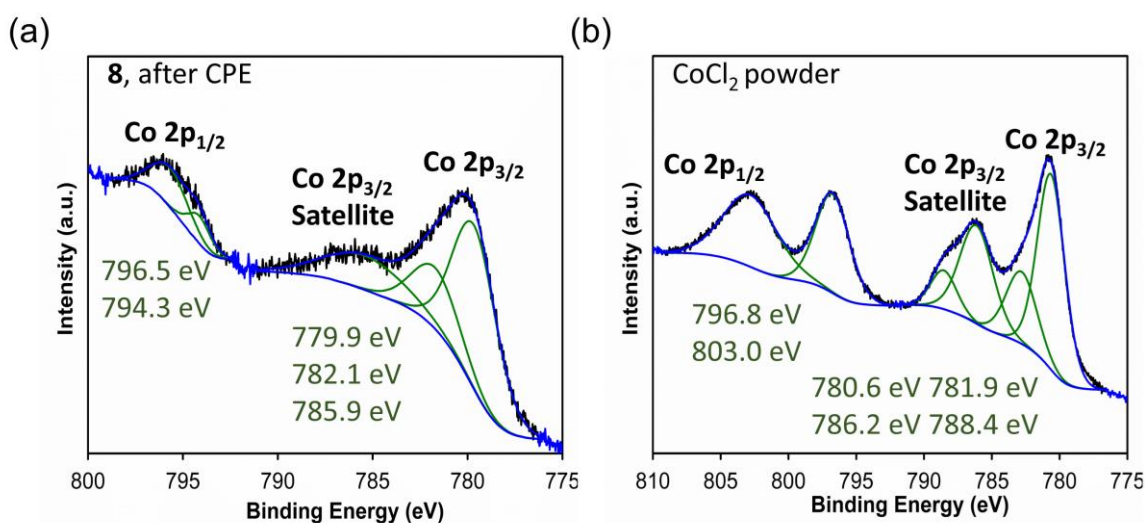 (a)
8, after CPE
Co 2p1/2
Co 2p3/2
Satellite
Co 2p3/2
796.5 eV
794.3 eV
779.9 eV
782.1 eV
785.9 eV
Intensity (a.u.)
800 795 790 785 780 775
Binding Energy (eV)
(b)
CoCl2 powder
Co 2p1/2
Co 2p3/2
Satellite
Co 2p3/2
796.8 eV
803.0 eV
780.6 eV 781.9 eV
786.2 eV 788.4 eV
Intensity (a.u.)
810 805 800 795 790 785 780 775
Binding Energy (eV)